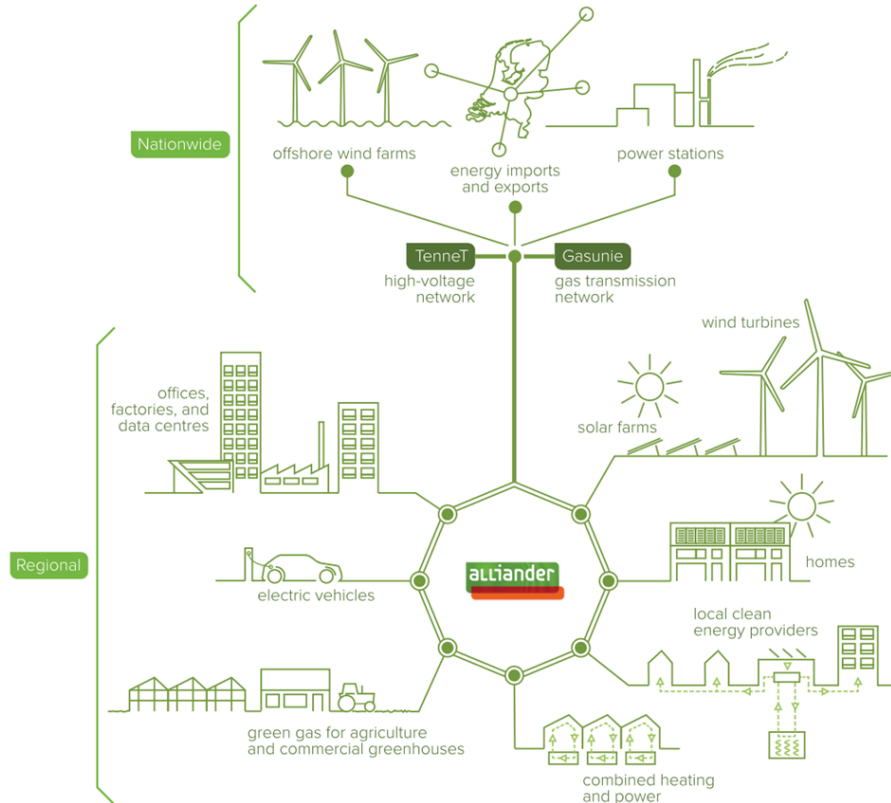 Nationwide
offshore wind farms
energy imports
and exports
power stations
TenneT
high-voltage
network
Gasunie
gas transmission
network
Regional
offices,
factories, and
data centres
wind turbines
solar farms
alliander
electric vehicles
homes
local clean
energy providers
green gas for agriculture
and commercial greenhouses
combined heating
and power